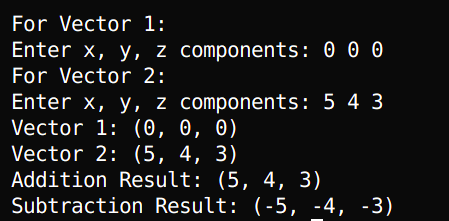 For Vector 1:
Enter x, y, z components: 0 0 0
For Vector 2:
Enter x, y, z components: 5 4 3
Vector 1: (0, 0, 0)
Vector 2: (5, 4, 3)
Addition Result: (5, 4, 3)
Subtraction Result: (-5, -4, -3)